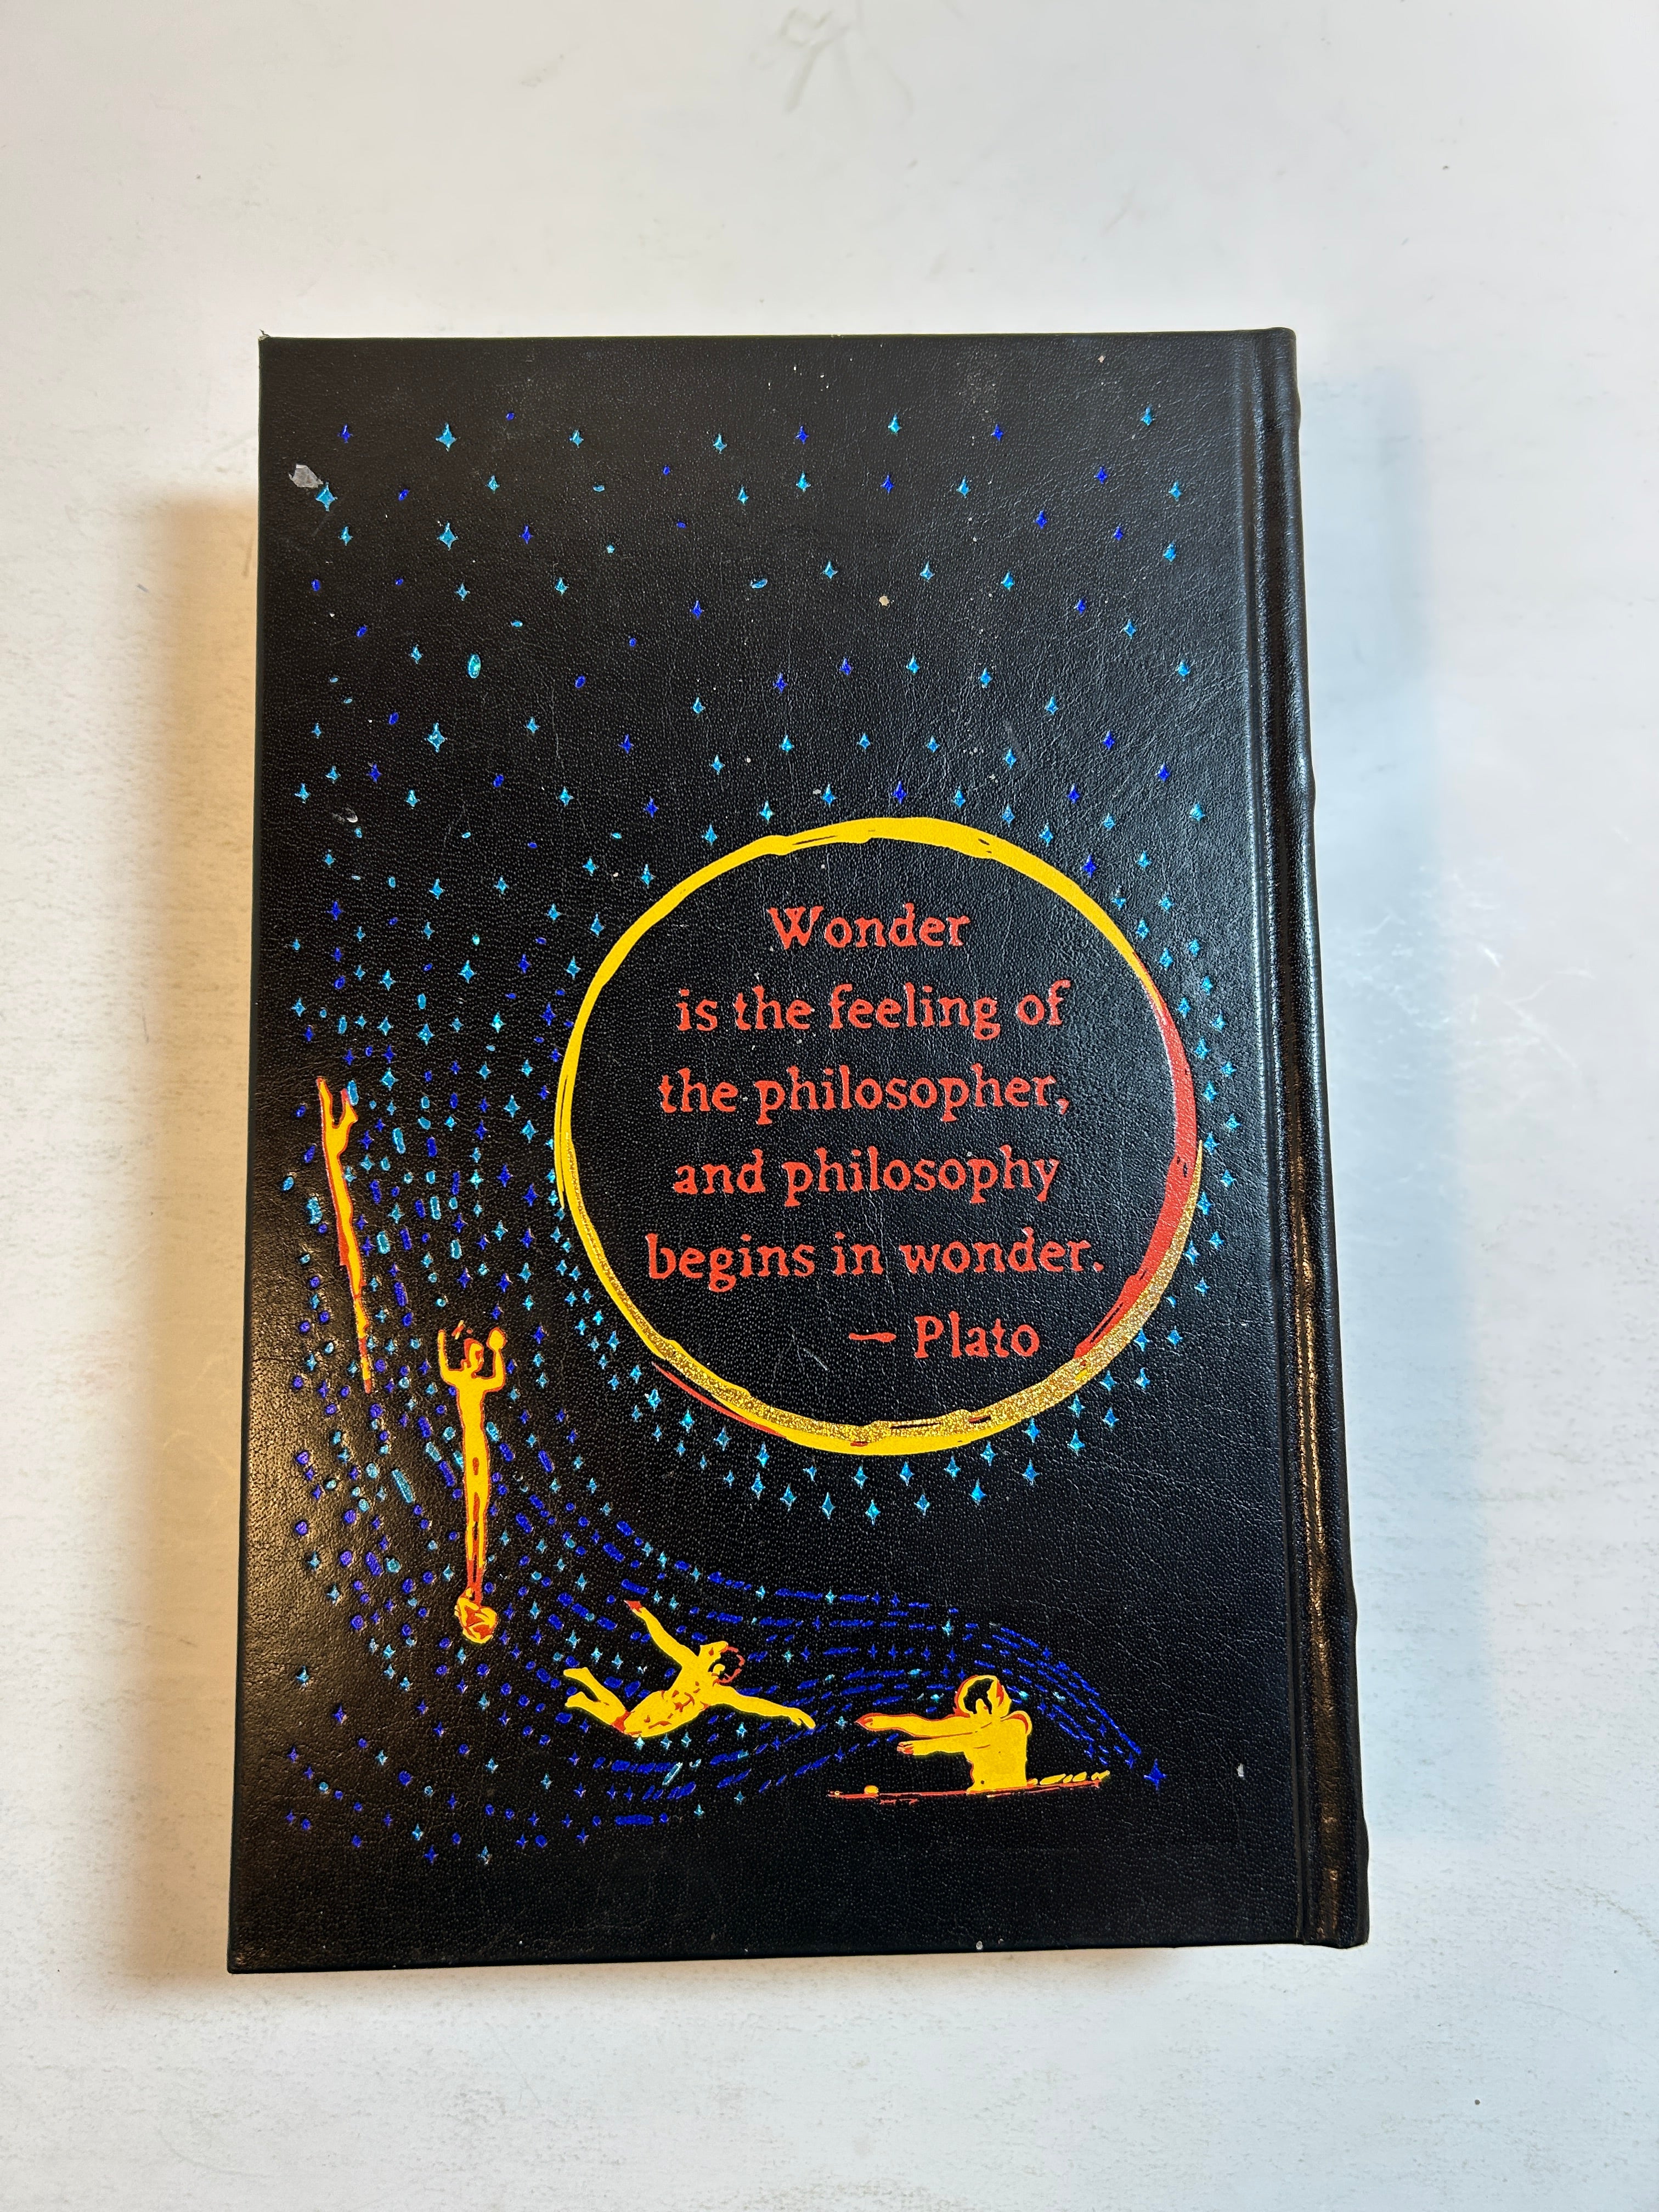 Wonder
is the feeling of
the philosopher,
and philosophy
begins in wonder.
— Plato